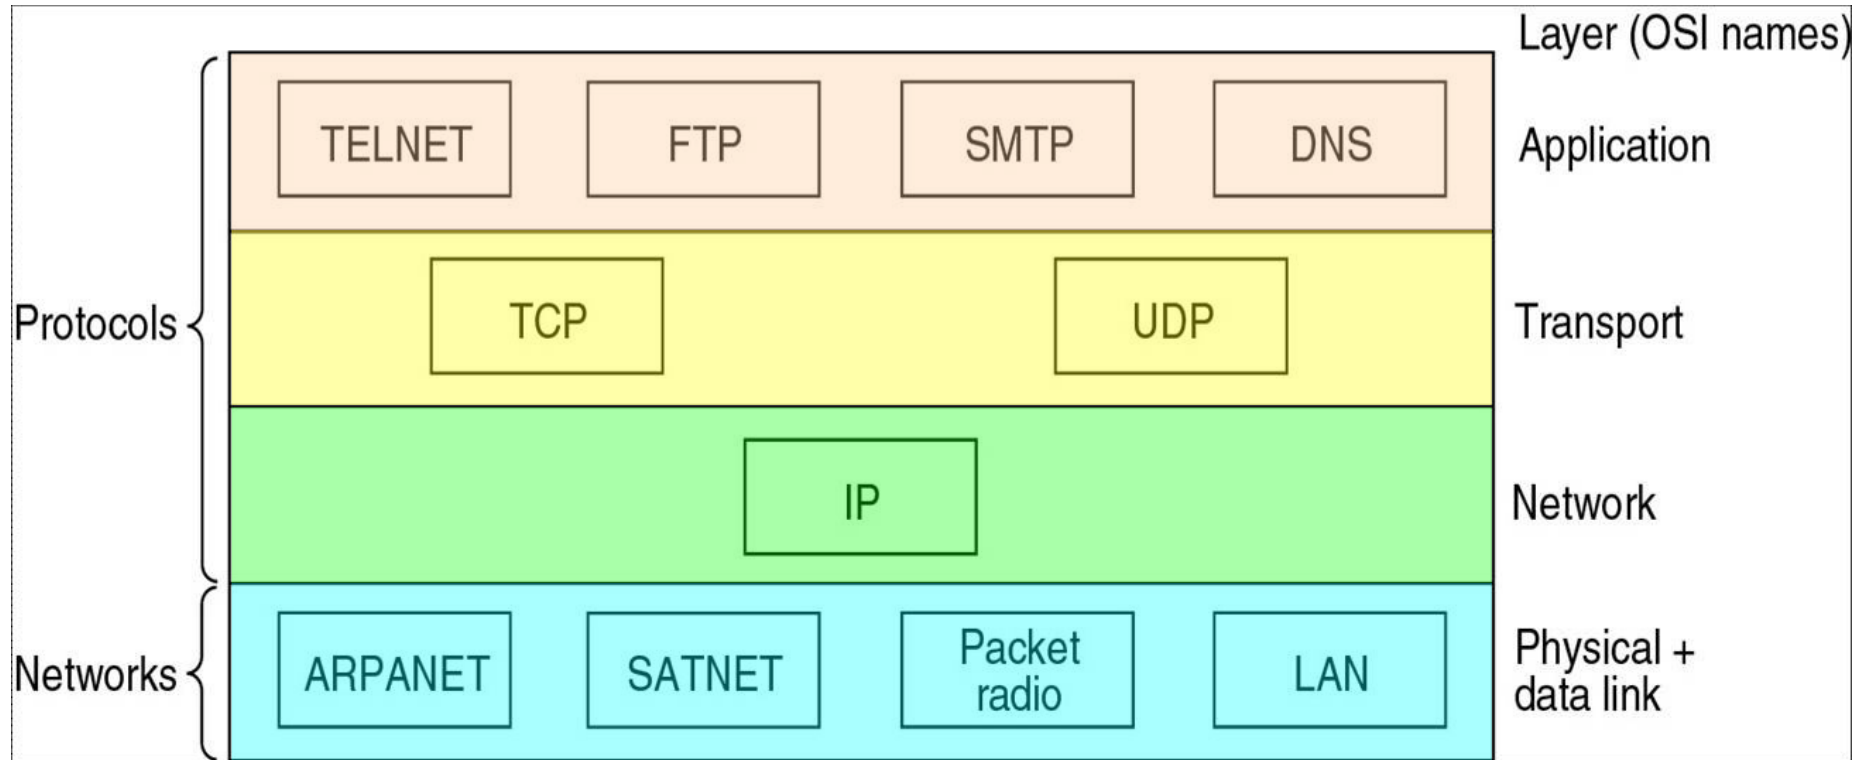 Layer (OSI names)
TELNET FTP SMTP DNS Application
Protocols TCP UDP Transport
IP Network
Networks ARPANET SATNET Packet radio LAN Physical +
data link